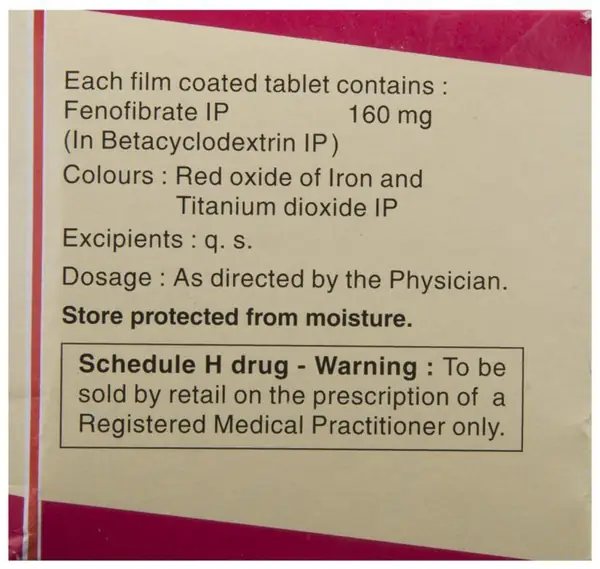 Each film coated tablet contains :
Fenofibrate IP 160 mg
(In Betacyclodextrin IP)
Colours : Red oxide of Iron and
Titanium dioxide IP
Excipients : q. s.
Dosage : As directed by the Physician.
Store protected from moisture.
Schedule H drug - Warning : To be
sold by retail on the prescription of a
Registered Medical Practitioner only.